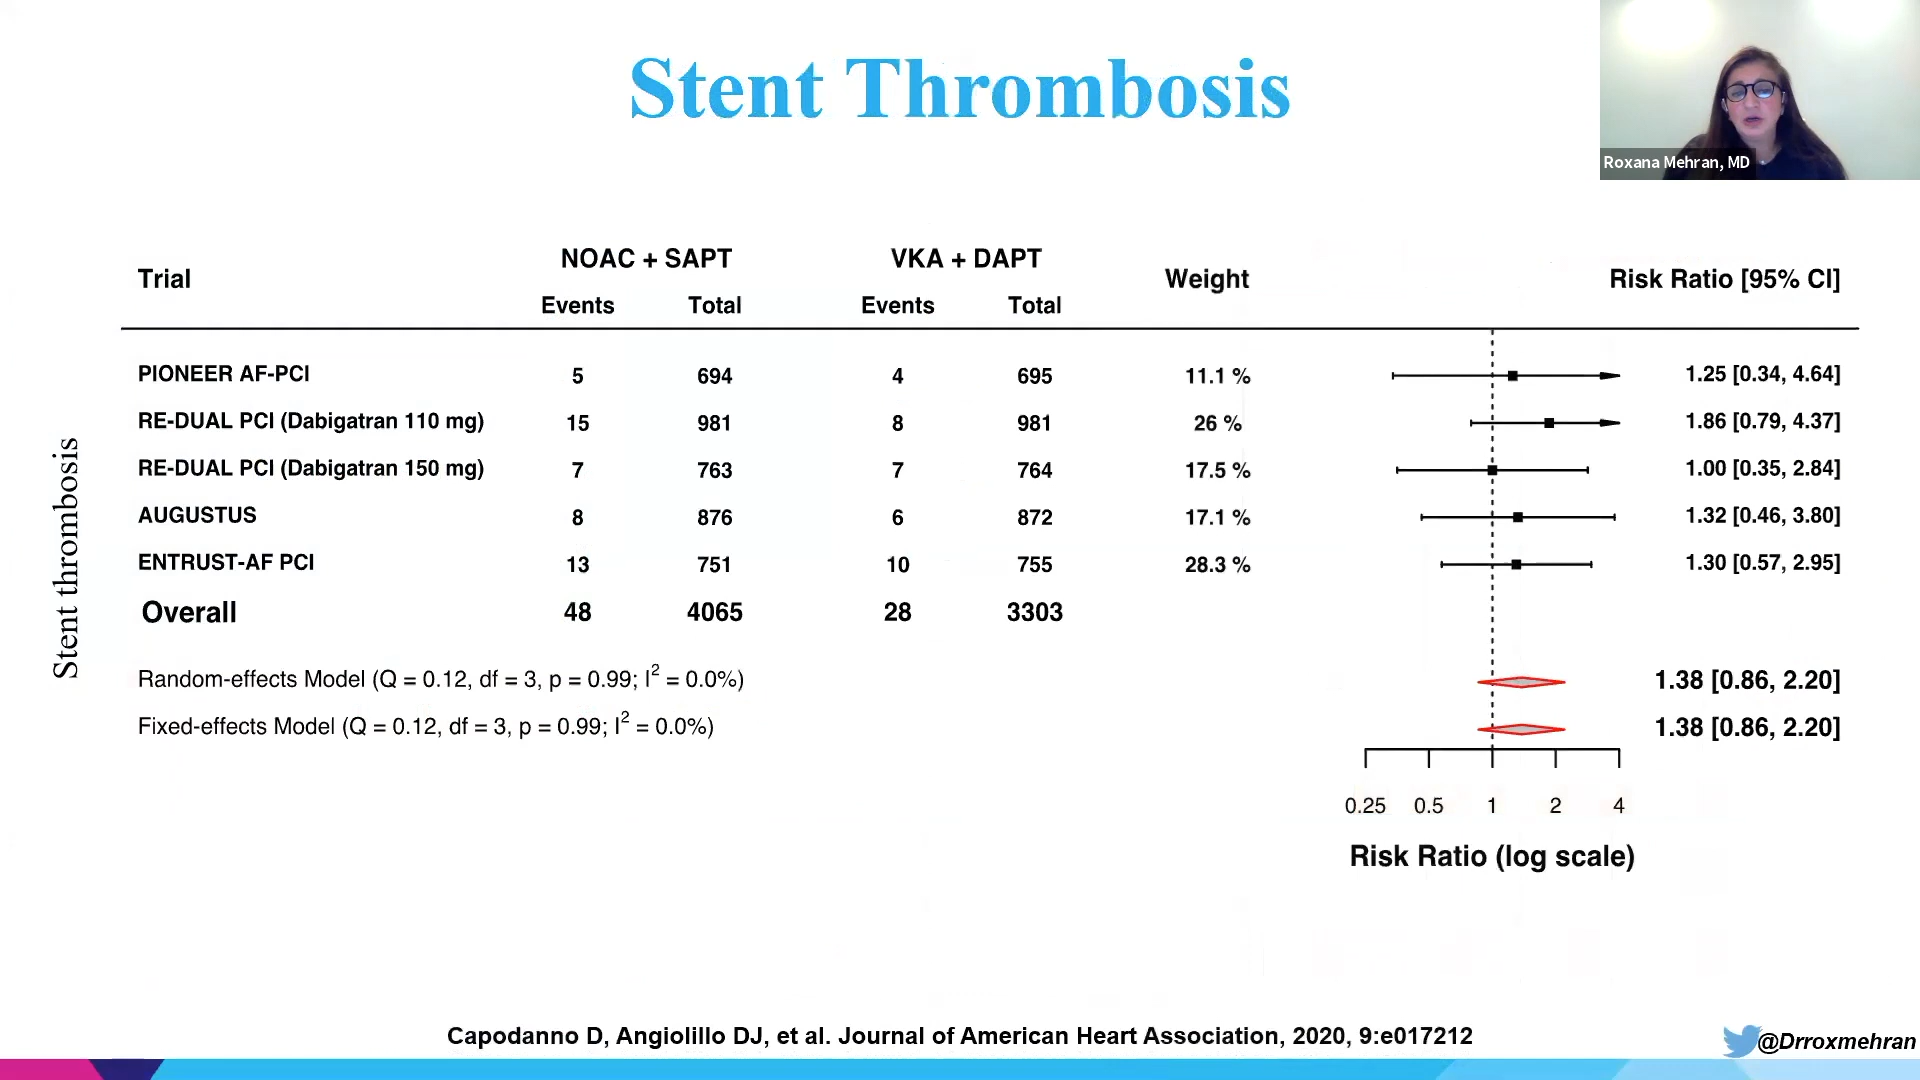 Stent Thrombosis
Roxana Mehran, MD
NOAC + SAPT VKA + DAPT
Trial Weight Risk Ratio [95% CI]
Events Total Events Total
PIONEER AF-PCI 5 694 4 695 11.1 % 1.25 [0.34, 4.64]
RE-DUAL PCI (Dabigatran 110 mg) 15 981 8 981 26 % 1.86 [0.79, 4.37]
RE-DUAL PCI (Dabigatran 150 mg) 7 763 7 764 17.5 % 1.00 [0.35, 2.84]
AUGUSTUS 8 876 6 872 17.1 % 1.32 [0.46, 3.80]
ENTRUST-AF PCI 13 751 10 755 28.3 % 1.30 [0.57, 2.95]
Overall 48 4065 28 3303
Stent thrombosis
Random-effects Model (Q = 0.12, df = 3, p = 0.99; I² = 0.0%) 1.38 [0.86, 2.20]
Fixed-effects Model (Q = 0.12, df = 3, p = 0.99; I² = 0.0%) 1.38 [0.86, 2.20]
0.25 0.5 1 2 4
Risk Ratio (log scale)
Capodanno D, Angiolillo DJ, et al. Journal of American Heart Association, 2020, 9:e017212
@Drroxmehran